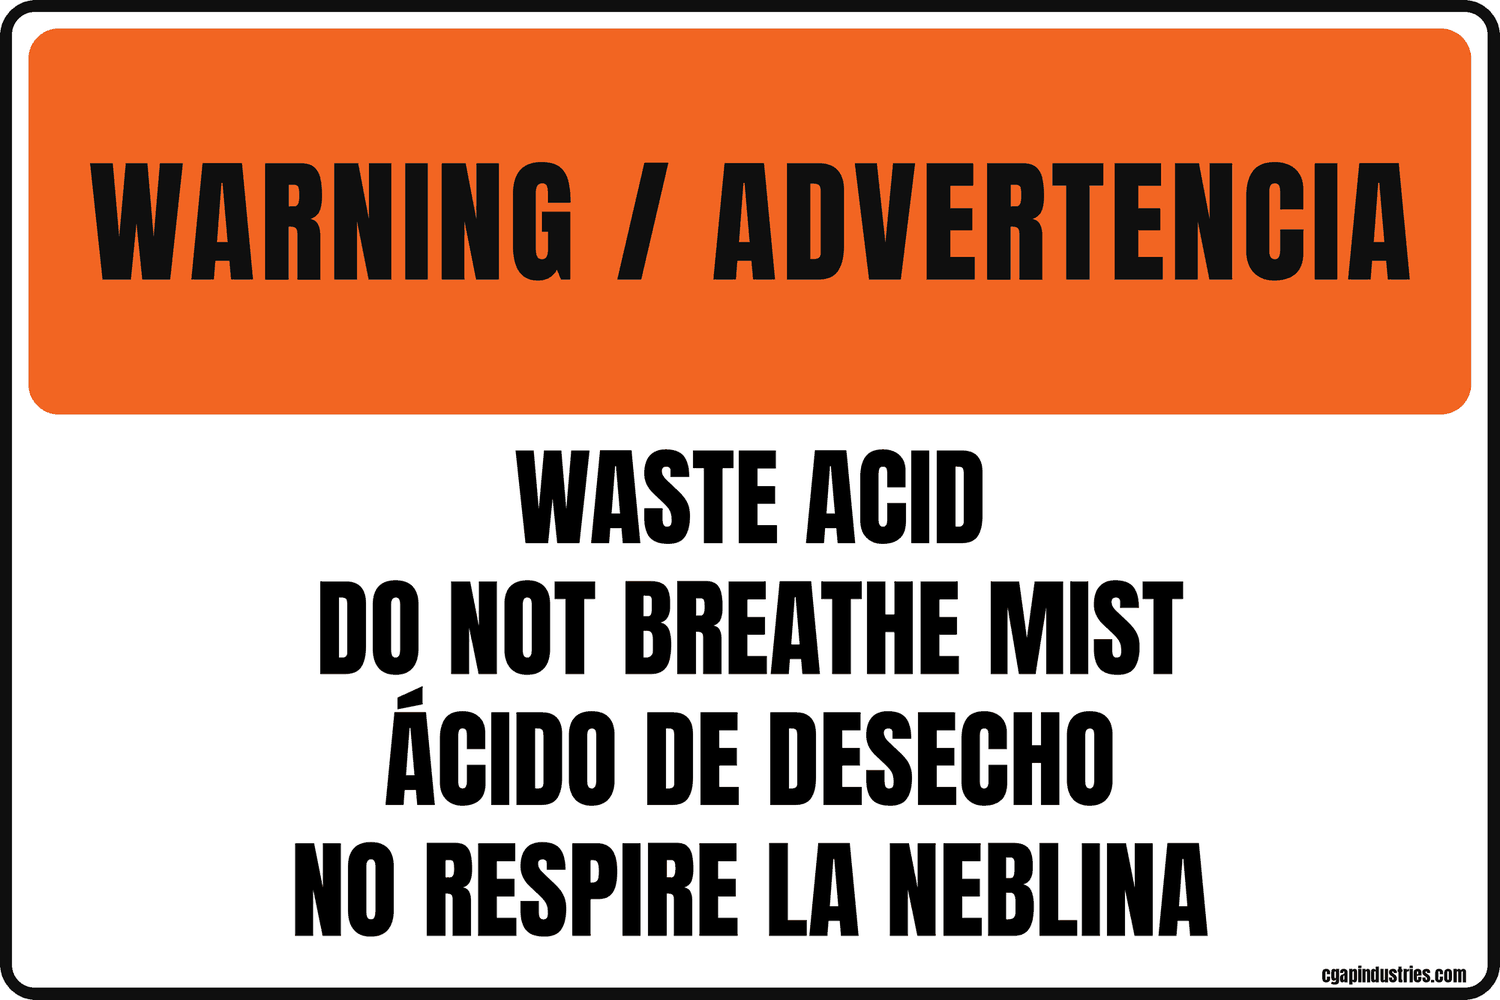 WARNING / ADVERTENCIA
WASTE ACID
DO NOT BREATHE MIST
ÁCIDO DE DESECHO
NO RESPIRE LA NEBLINA
cgapindustries.com